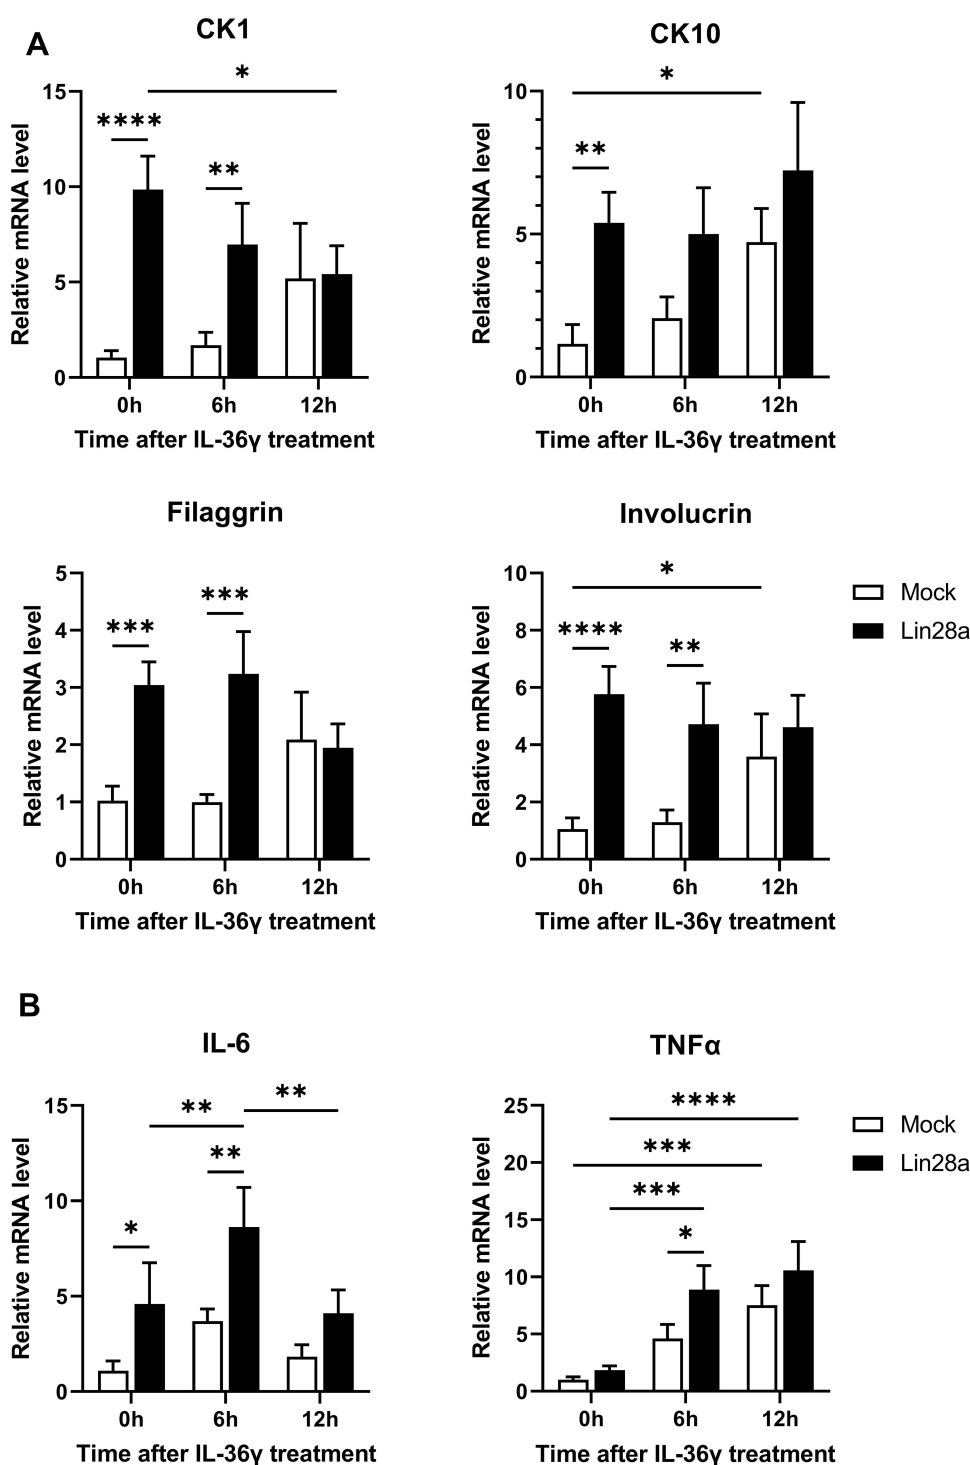 A
CK1
Relative mRNA level
15
10
5
0
*
****
**
0h 6h 12h
Time after IL-36γ treatment
CK10
Relative mRNA level
10
5
0
*
**
0h 6h 12h
Time after IL-36γ treatment
Filaggrin
Relative mRNA level
5
4
3
2
1
0
***
***
0h 6h 12h
Time after IL-36γ treatment
Involucrin
Relative mRNA level
10
8
6
4
2
0
*
****
**
0h 6h 12h
Time after IL-36γ treatment
Mock
Lin28a
B
IL-6
Relative mRNA level
15
10
5
0
**
**
**
*
0h 6h 12h
Time after IL-36γ treatment
TNFα
Relative mRNA level
25
20
15
10
5
0
****
***
***
*
0h 6h 12h
Time after IL-36γ treatment
Mock
Lin28a